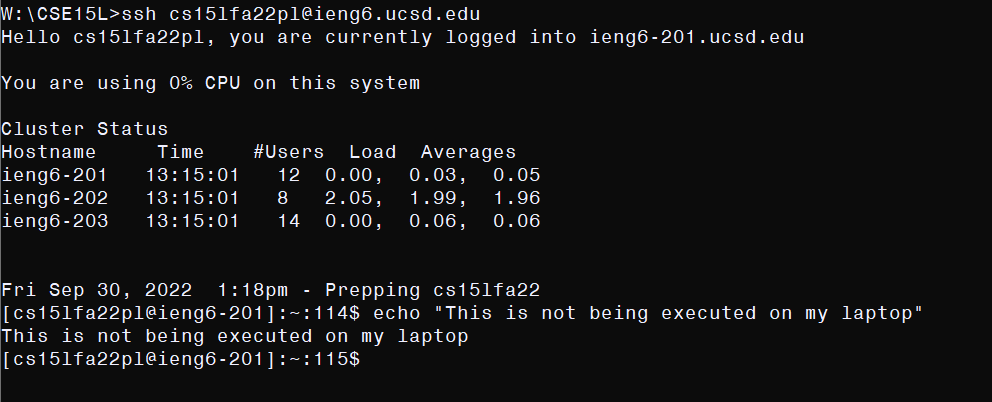 W:\CSE15L>ssh cs15lfa22pl@ieng6.ucsd.edu
Hello cs15lfa22pl, you are currently logged into ieng6-201.ucsd.edu
You are using 0% CPU on this system
Cluster Status
Hostname     Time    #Users  Load  Averages
ieng6-201   13:15:01   12  0.00,  0.03,  0.05
ieng6-202   13:15:01   8   2.05,  1.99,  1.96
ieng6-203   13:15:01   14  0.00,  0.06,  0.06
Fri Sep 30, 2022  1:18pm - Prepping cs15lfa22
[cs15lfa22pl@ieng6-201]:~:114$ echo "This is not being executed on my laptop"
This is not being executed on my laptop
[cs15lfa22pl@ieng6-201]:~:115$